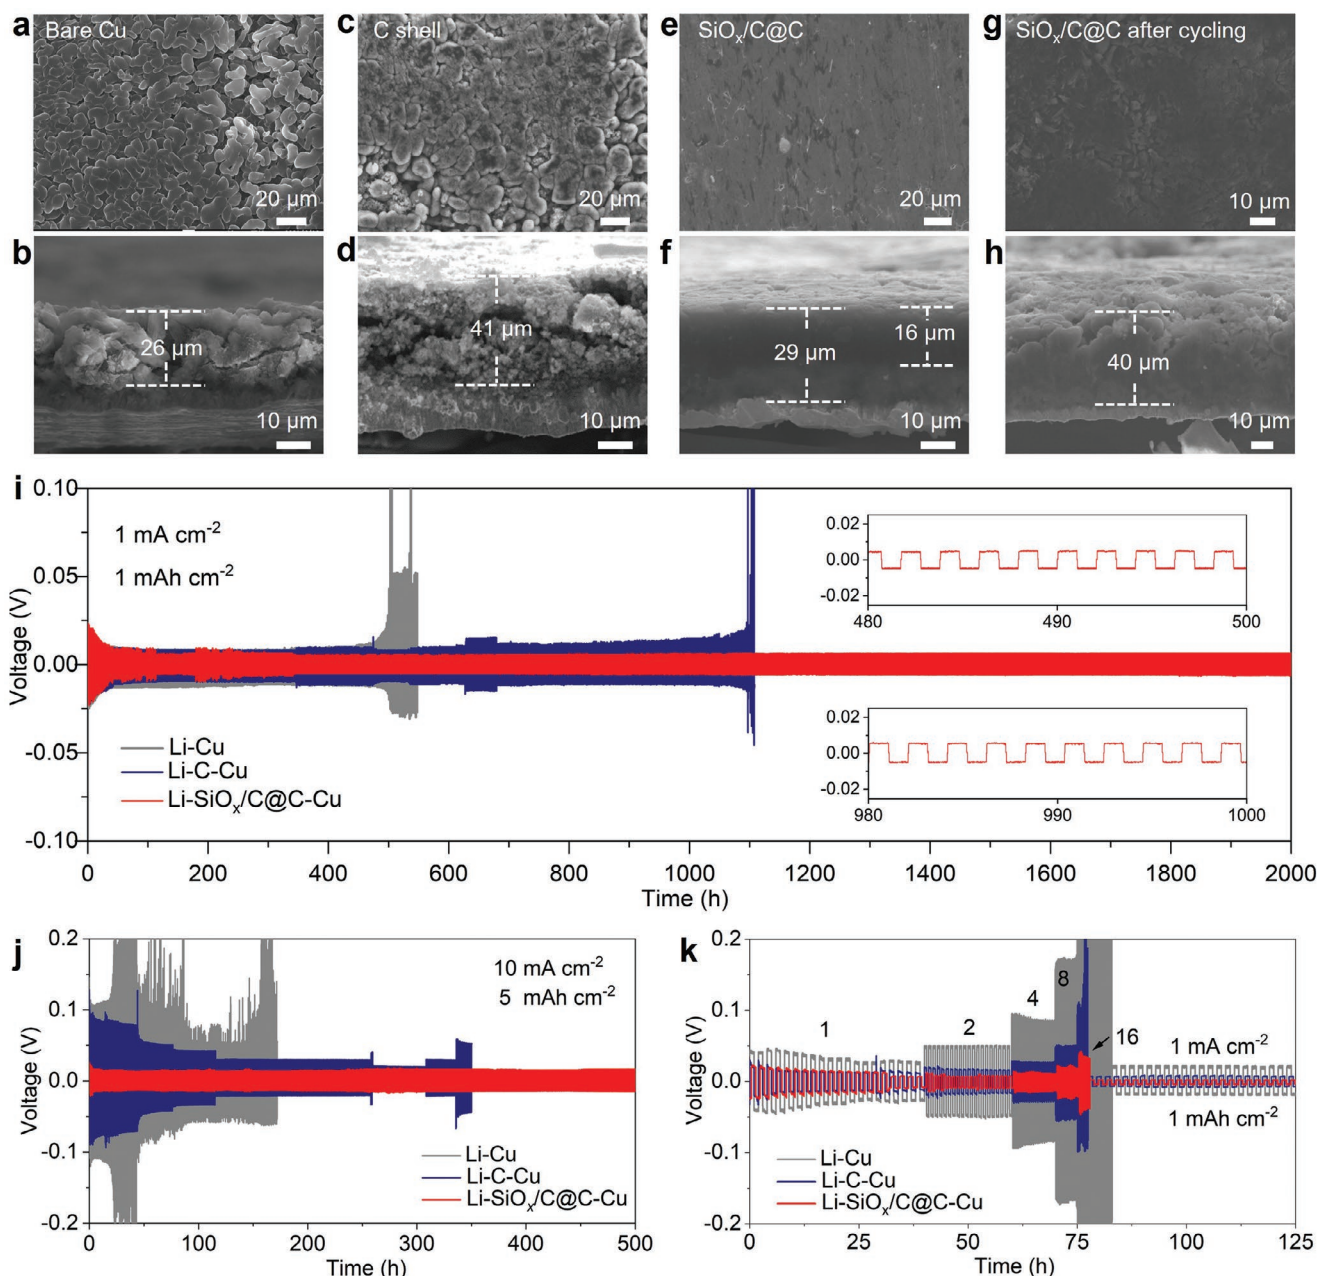 a Bare Cu
20 µm
c C shell
20 µm
e SiOx/C@C
20 µm
g SiOx/C@C after cycling
10 µm
b
26 µm
10 µm
d
41 µm
10 µm
f
29 µm
16 µm
10 µm
h
40 µm
10 µm
i
0.10
0.05
0.00
-0.05
-0.10
Voltage (V)
1 mA cm-2
1 mAh cm-2
Li-Cu
Li-C-Cu
Li-SiOx/C@C-Cu
0.02
0.00
-0.02
480 490 500
0.02
0.00
-0.02
980 990 1000
0 200 400 600 800 1000 1200 1400 1600 1800 2000
Time (h)
j
0.2
0.1
0.0
-0.1
-0.2
Voltage (V)
10 mA cm-2
5 mAh cm-2
Li-Cu
Li-C-Cu
Li-SiOx/C@C-Cu
0 100 200 300 400 500
Time (h)
k
0.2
0.1
0.0
-0.1
-0.2
Voltage (V)
1 2 4 8 16
1 mA cm-2
1 mAh cm-2
Li-Cu
Li-C-Cu
Li-SiOx/C@C-Cu
0 25 50 75 100 125
Time (h)